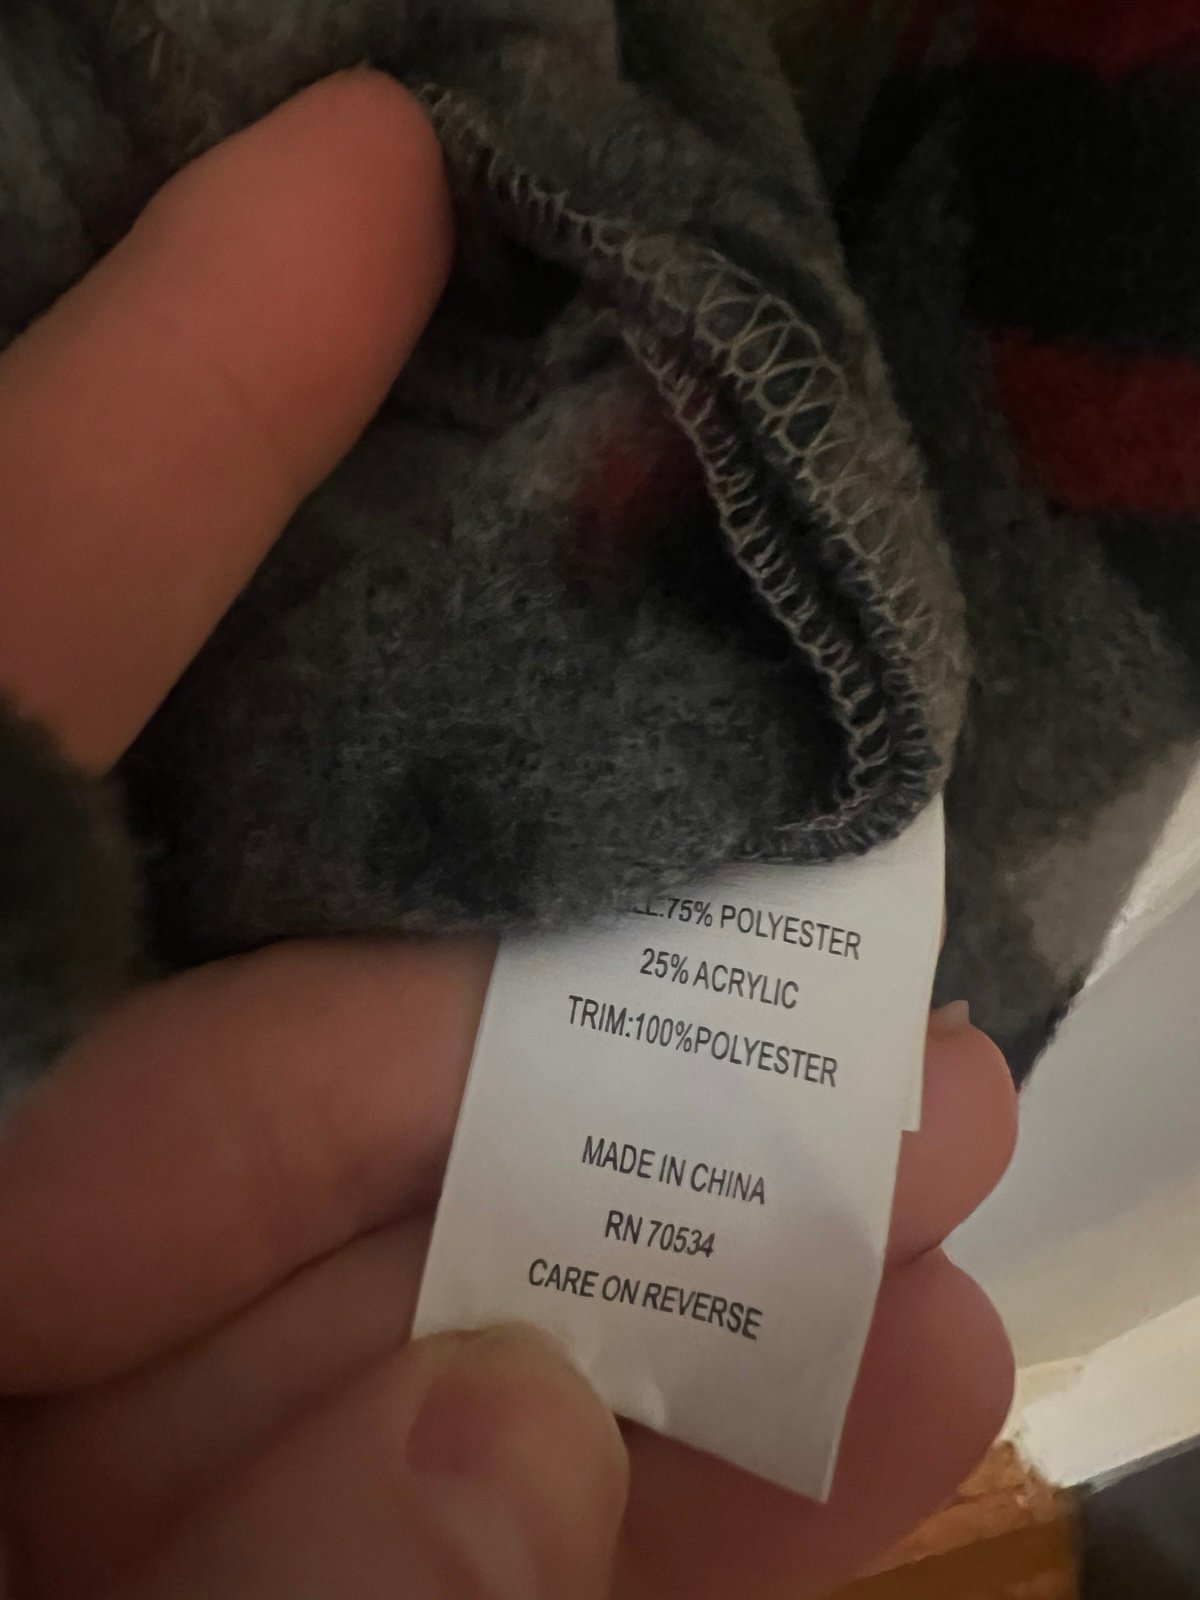 75% POLYESTER
25% ACRYLIC
TRIM:100%POLYESTER
MADE IN CHINA
RN 70534
CARE ON REVERSE